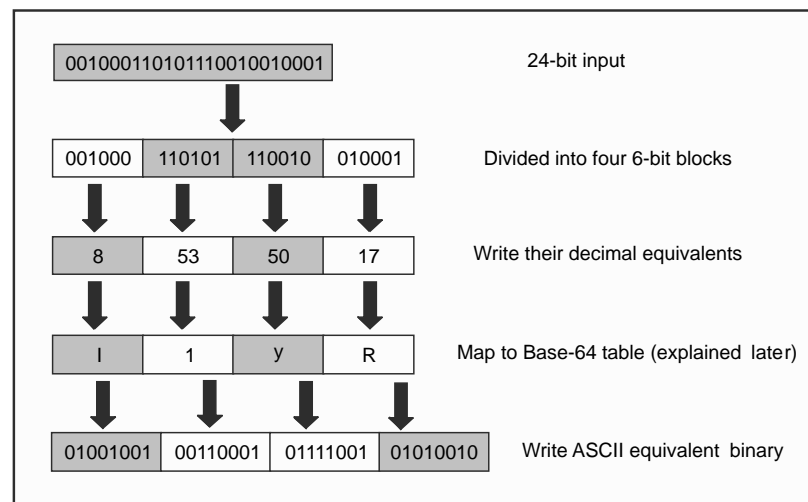 001000110101110010010001 24-bit input
001000 110101 110010 010001 Divided into four 6-bit blocks
8 53 50 17 Write their decimal equivalents
I 1 y R Map to Base-64 table (explained later)
01001001 00110001 01111001 01010010 Write ASCII equivalent binary